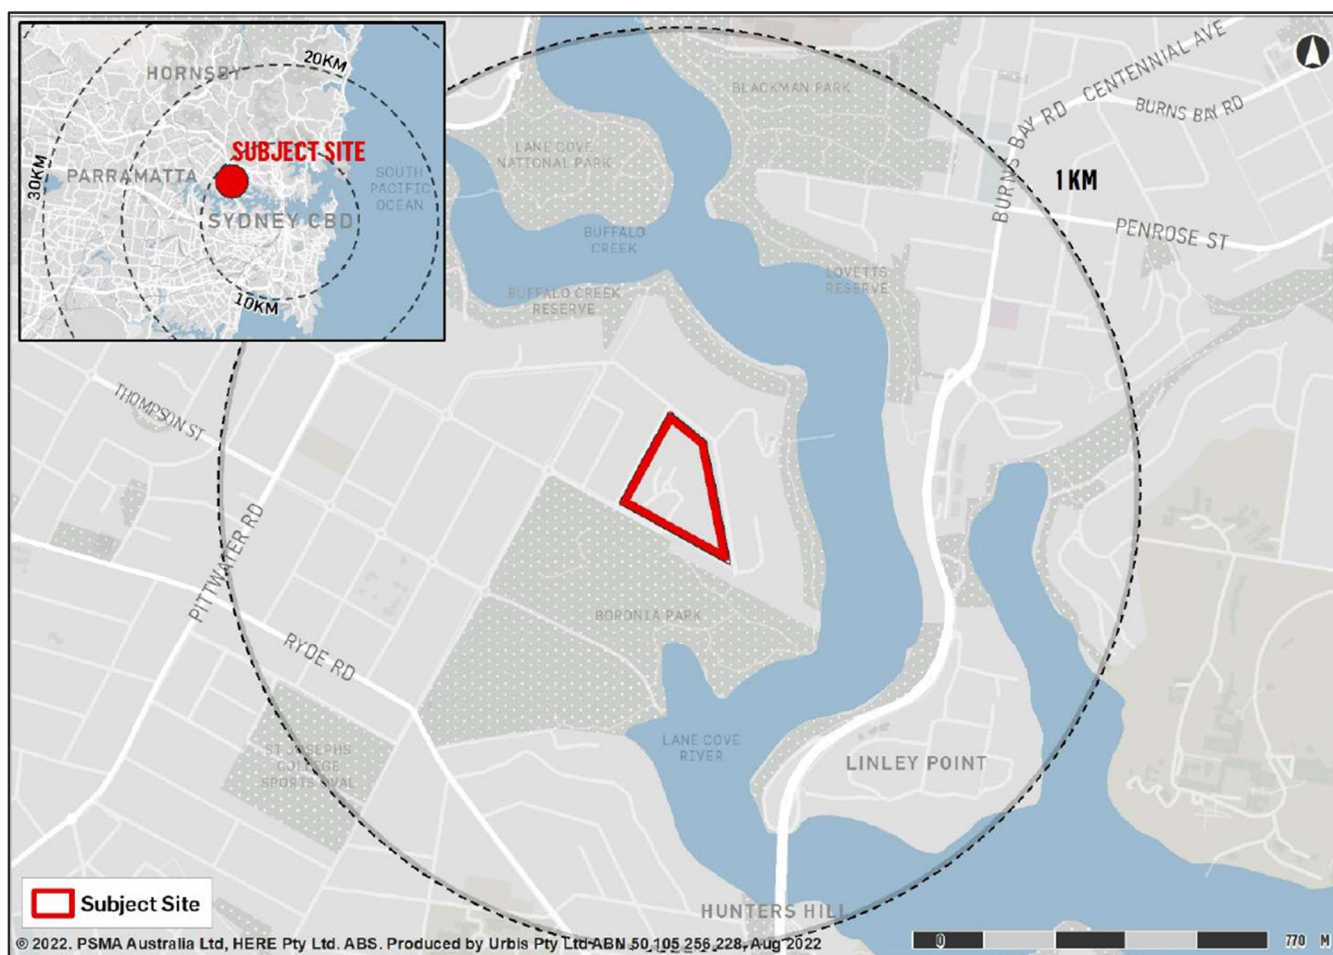 HORNSBY
20KM
SUBJECT SITE
30KM
PARRAMATTA
SOUTH
PACIFIC
OCEAN
SYDNEY CBD
10KM
BLACKMAN PARK
CENTENNIAL AVE
BURNS BAY RD
BURNS BAY RD
LANE COVE
NATIONAL PARK
1 KM
PENROSE ST
BUFFALO
CREEK
LOVETTS
RESERVE
BUFFALO CREEK
RESERVE
THOMPSON ST
PITTWATER RD
BORONIA PARK
RYDE RD
LANE COVE
RIVER
ST JOSEPHS
COLLEGE
SPORTS OVAL
LINLEY POINT
HUNTERS HILL
Subject Site
© 2022. PSMA Australia Ltd, HERE Pty Ltd. ABS. Produced by Urbis Pty Ltd ABN 50 105 256 228, Aug 2022
0 770 M